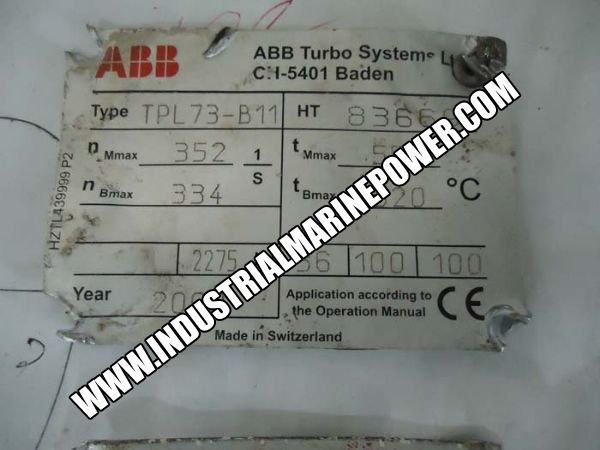 ABB
ABB Turbo Systems
CH-5401 Baden
Type TPL73-B11 HT
n Mmax 352 1/S t Mmax
n Bmax 334 t Bmax °C
2275 100 100
Year
Application according to
the Operation Manual CE
Made in Switzerland
HZTL439999 P2
WWW.INDUSTRIALMARINEPOWER.COM